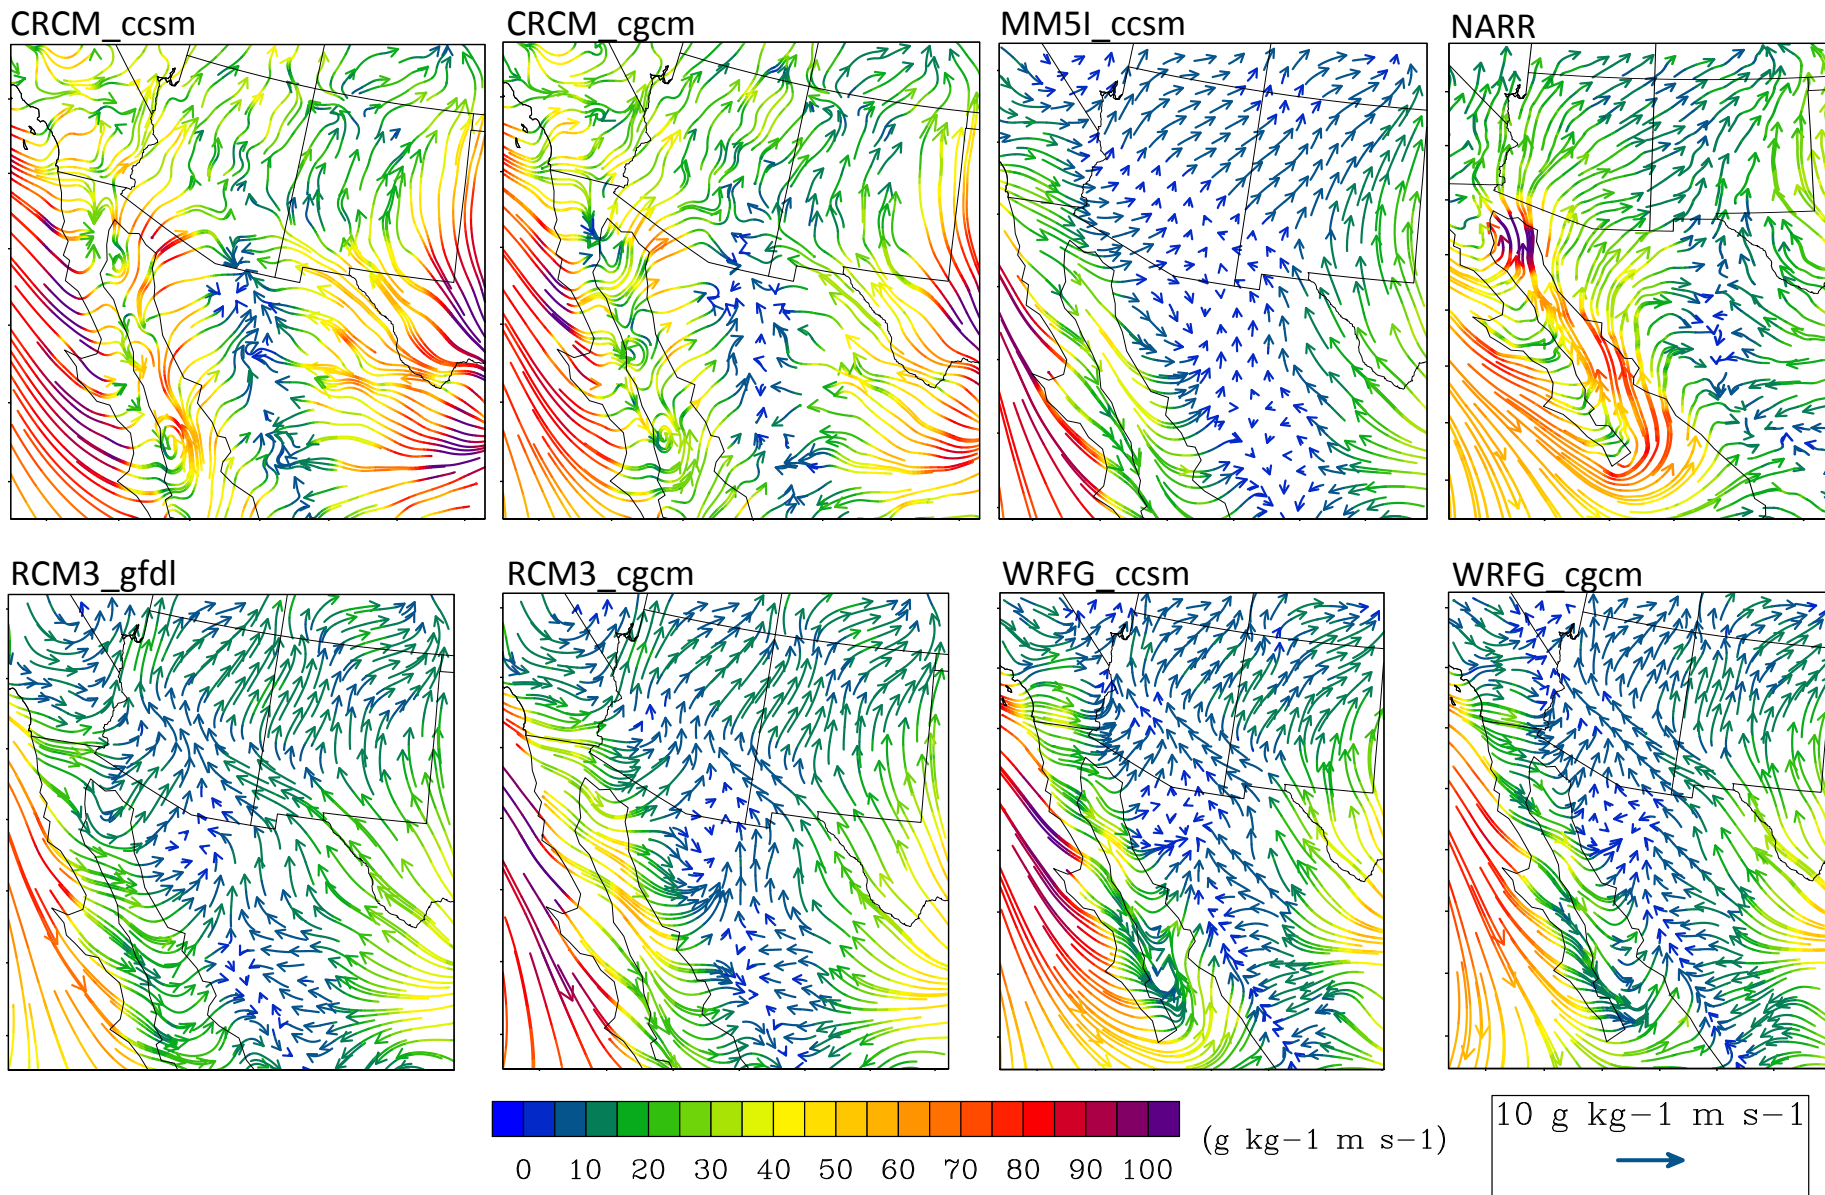 CRCM_ccsm
CRCM_cgcm
MM5I_ccsm
NARR
RCM3_gfdl
RCM3_cgcm
WRFG_ccsm
WRFG_cgcm
(g kg-1 m s-1)
0 10 20 30 40 50 60 70 80 90 100
10 g kg-1 m s-1